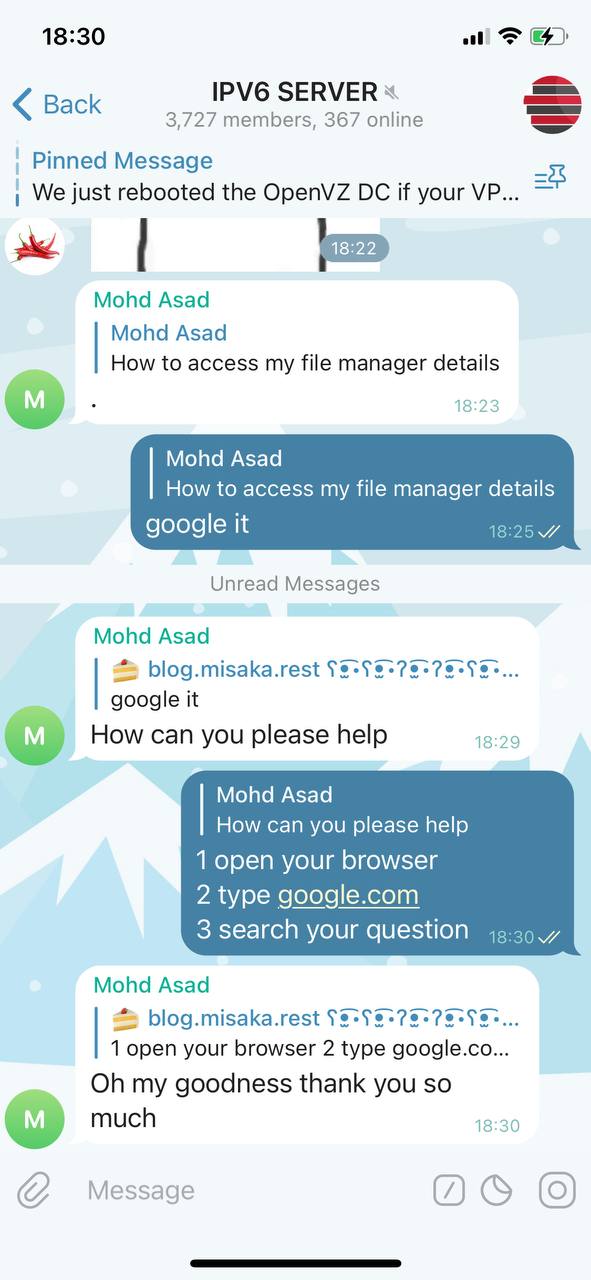 18:30
Back
IPV6 SERVER
3,727 members, 367 online
Pinned Message
We just rebooted the OpenVZ DC if your VP...
18:22
Mohd Asad
Mohd Asad
How to access my file manager details
.
18:23
M
Mohd Asad
How to access my file manager details
google it
18:25
Unread Messages
Mohd Asad
🍰 blog.misaka.rest
google it
How can you please help
18:29
M
Mohd Asad
How can you please help
1 open your browser
2 type google.com
3 search your question
18:30
Mohd Asad
🍰 blog.misaka.rest
1 open your browser 2 type google.co...
Oh my goodness thank you so
much
18:30
M
Message